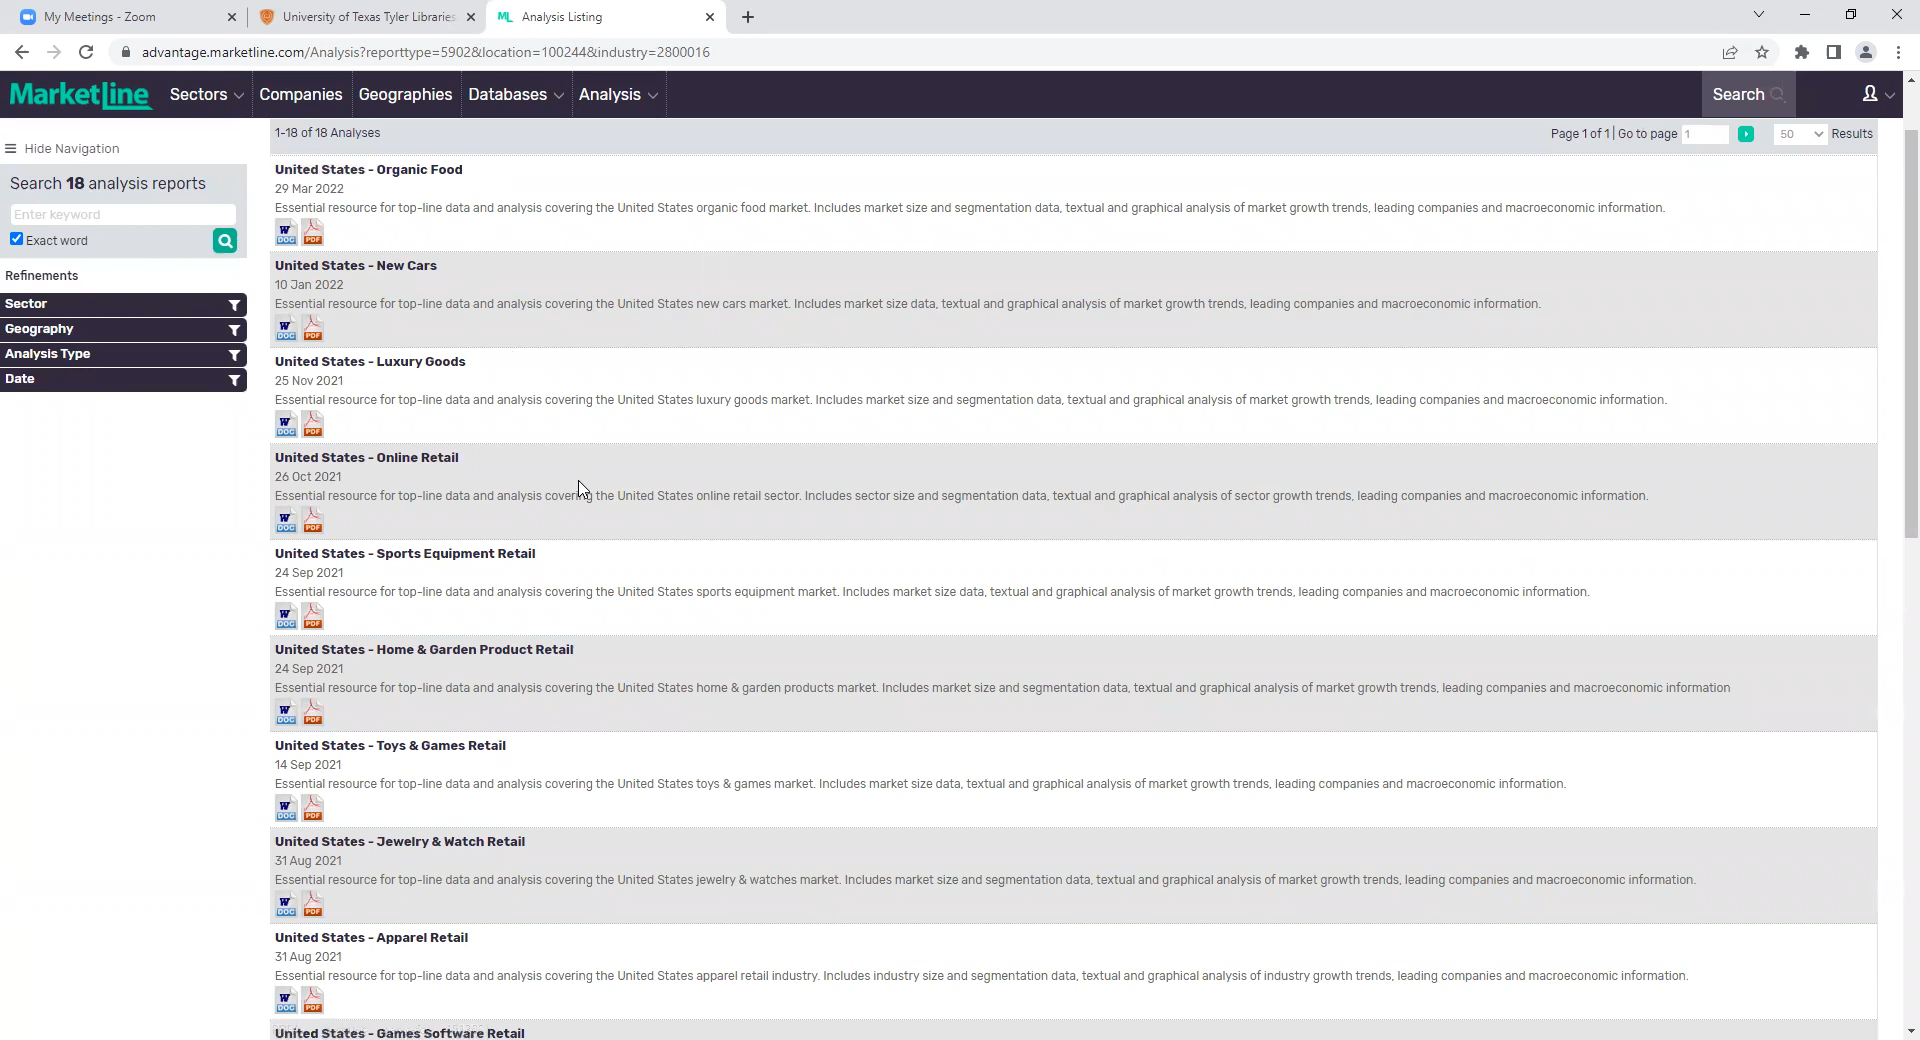 My Meetings - Zoom
University of Texas Tyler Libraries
ML Analysis Listing
advantage.marketline.com/Analysis?reporttype=5902&location=100244&industry=2800016
MarketLine Sectors Companies Geographies Databases Analysis Search
1-18 of 18 Analyses Page 1 of 1 | Go to page 1 50 Results
Hide Navigation
Search 18 analysis reports
Enter keyword
Exact word
Refinements
Sector
Geography
Analysis Type
Date
United States - Organic Food
29 Mar 2022
Essential resource for top-line data and analysis covering the United States organic food market. Includes market size and segmentation data, textual and graphical analysis of market growth trends, leading companies and macroeconomic information.
W DOC PDF
United States - New Cars
10 Jan 2022
Essential resource for top-line data and analysis covering the United States new cars market. Includes market size data, textual and graphical analysis of market growth trends, leading companies and macroeconomic information.
W DOC PDF
United States - Luxury Goods
25 Nov 2021
Essential resource for top-line data and analysis covering the United States luxury goods market. Includes market size and segmentation data, textual and graphical analysis of market growth trends, leading companies and macroeconomic information.
W DOC PDF
United States - Online Retail
26 Oct 2021
Essential resource for top-line data and analysis covering the United States online retail sector. Includes sector size and segmentation data, textual and graphical analysis of sector growth trends, leading companies and macroeconomic information.
W DOC PDF
United States - Sports Equipment Retail
24 Sep 2021
Essential resource for top-line data and analysis covering the United States sports equipment market. Includes market size data, textual and graphical analysis of market growth trends, leading companies and macroeconomic information.
W DOC PDF
United States - Home & Garden Product Retail
24 Sep 2021
Essential resource for top-line data and analysis covering the United States home & garden products market. Includes market size and segmentation data, textual and graphical analysis of market growth trends, leading companies and macroeconomic information
W DOC PDF
United States - Toys & Games Retail
14 Sep 2021
Essential resource for top-line data and analysis covering the United States toys & games market. Includes market size data, textual and graphical analysis of market growth trends, leading companies and macroeconomic information.
W DOC PDF
United States - Jewelry & Watch Retail
31 Aug 2021
Essential resource for top-line data and analysis covering the United States jewelry & watches market. Includes market size and segmentation data, textual and graphical analysis of market growth trends, leading companies and macroeconomic information.
W DOC PDF
United States - Apparel Retail
31 Aug 2021
Essential resource for top-line data and analysis covering the United States apparel retail industry. Includes industry size and segmentation data, textual and graphical analysis of industry growth trends, leading companies and macroeconomic information.
W DOC PDF
United States - Games Software Retail